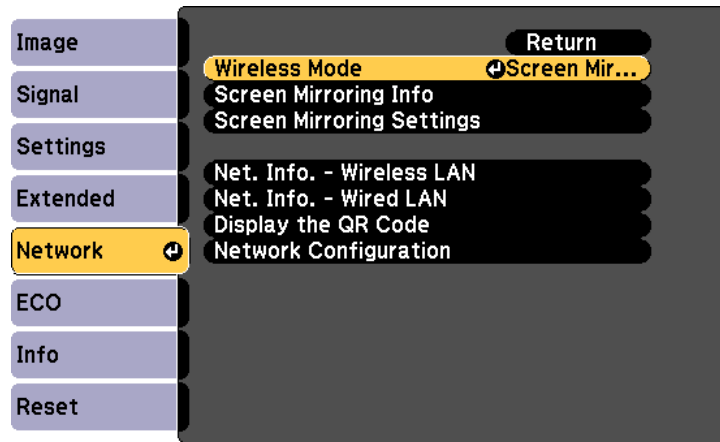 Image
Signal
Settings
Extended
Network
ECO
Info
Reset
Return
Wireless Mode Screen Mir...
Screen Mirroring Info
Screen Mirroring Settings
Net. Info. - Wireless LAN
Net. Info. - Wired LAN
Display the QR Code
Network Configuration